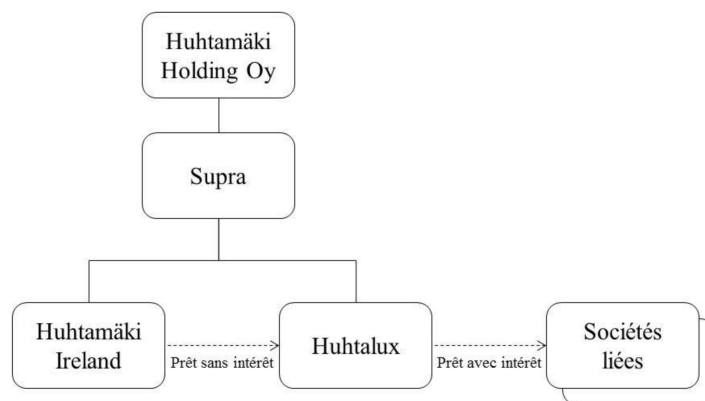 Huhtamäki
Holding Oy
Supra
Huhtamäki
Ireland
Prêt sans intérêt
Huhtalux
Prêt avec intérêt
Sociétés
liées